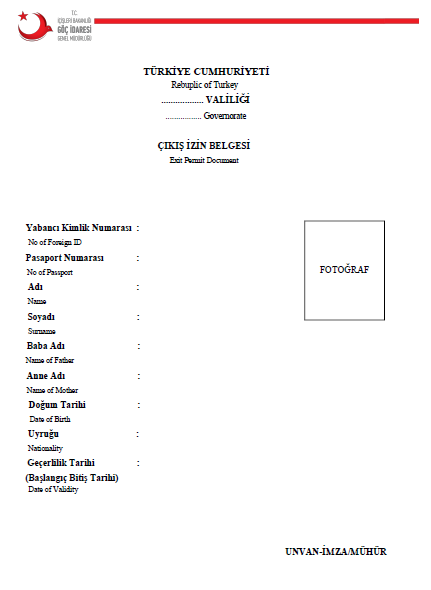 T.C.
İÇİŞLERİ BAKANLIĞI
GÖÇ İDARESİ
GENEL MÜDÜRLÜĞÜ
TÜRKİYE CUMHURİYETİ
Rebuplic of Turkey
.................. VALİLİĞİ
................ Governorate
ÇIKIŞ İZİN BELGESİ
Exit Permit Document
Yabancı Kimlik Numarası :
No of Foreign ID
Pasaport Numarası :
No of Passport
FOTOĞRAF
Adı :
Name
Soyadı :
Surname
Baba Adı :
Name of Father
Anne Adı :
Name of Mother
Doğum Tarihi :
Date of Birth
Uyruğu :
Nationality
Geçerlilik Tarihi :
(Başlangıç Bitiş Tarihi)
Date of Validity
UNVAN-İMZA/MÜHÜR